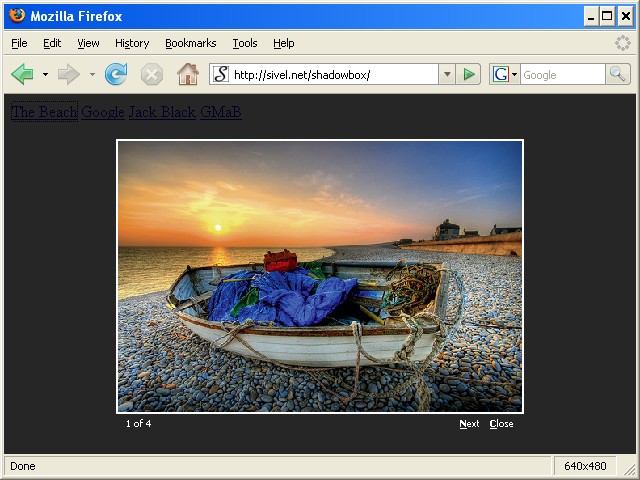 Mozilla Firefox
File Edit View History Bookmarks Tools Help
http://sivel.net/shadowbox/ G Google
The Beach Google Jack Black GMaB
1 of 4 Next Close
Done 640x480